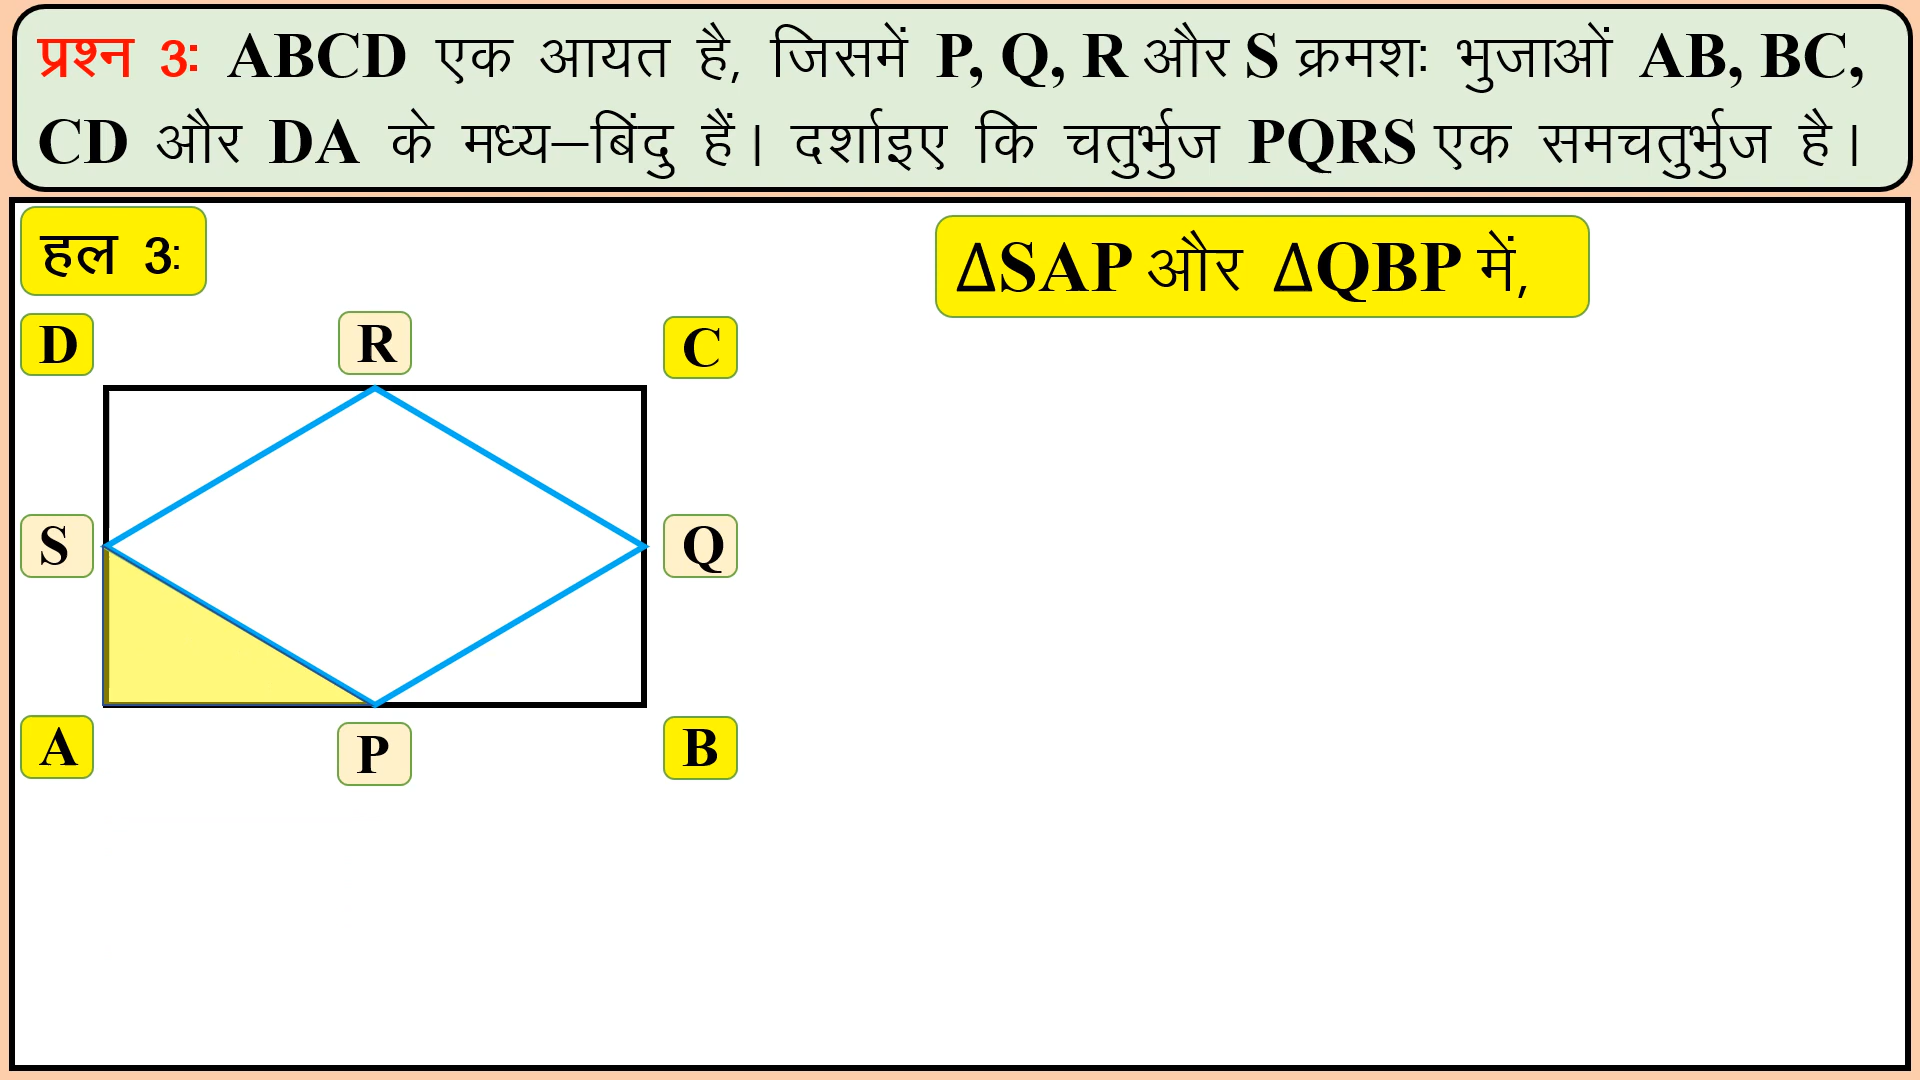 प्रश्न 3: ABCD एक आयत है, जिसमें P, Q, R और S क्रमशः भुजाओं AB, BC,
CD और DA के मध्य–बिंदु हैं। दर्शाइए कि चतुर्भुज PQRS एक समचतुर्भुज है।
हल 3:
ΔSAP और ΔQBP में,
D
R
C
S
Q
A
P
B